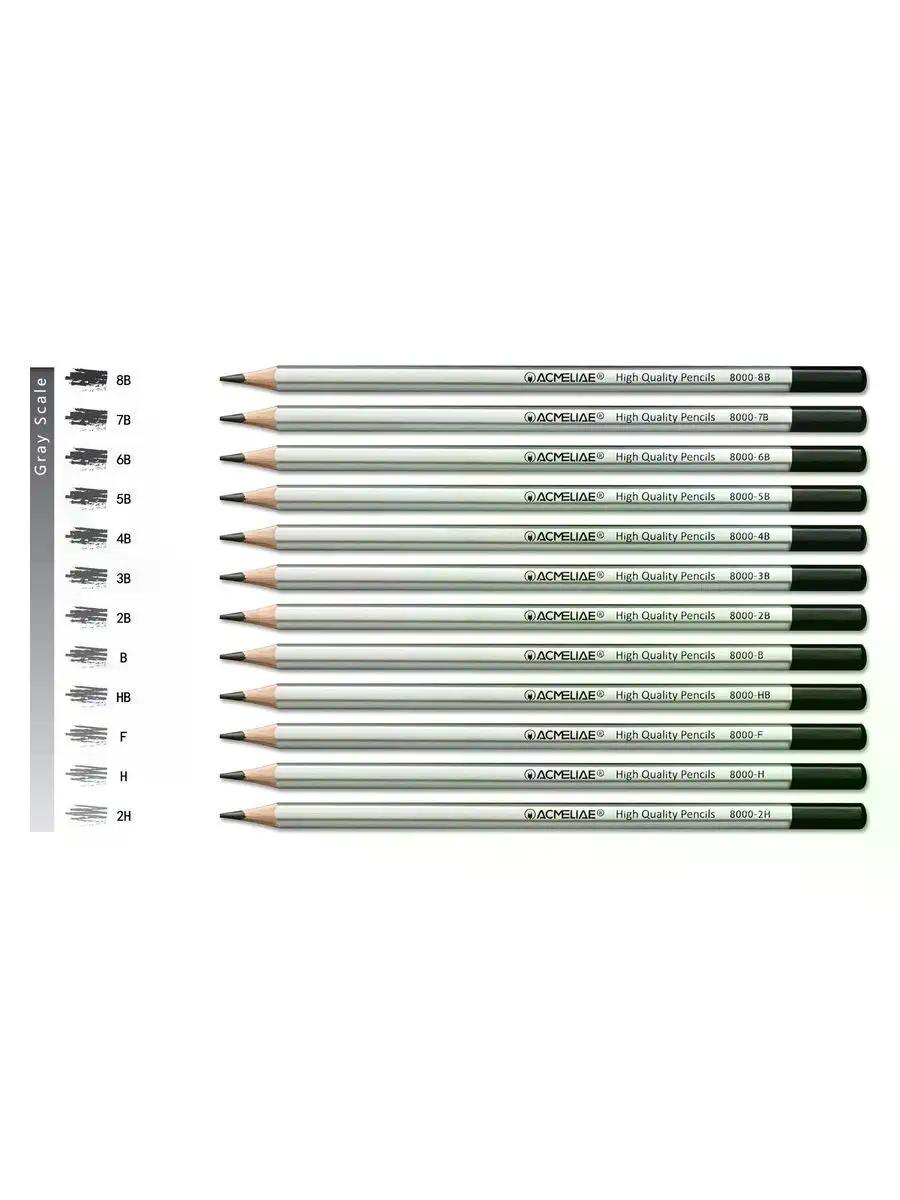 Gray Scale
8B ACMELIAE® High Quality Pencils 8000-8B
7B ACMELIAE® High Quality Pencils 8000-7B
6B ACMELIAE® High Quality Pencils 8000-6B
5B ACMELIAE® High Quality Pencils 8000-5B
4B ACMELIAE® High Quality Pencils 8000-4B
3B ACMELIAE® High Quality Pencils 8000-3B
2B ACMELIAE® High Quality Pencils 8000-2B
B ACMELIAE® High Quality Pencils 8000-B
HB ACMELIAE® High Quality Pencils 8000-HB
F ACMELIAE® High Quality Pencils 8000-F
H ACMELIAE® High Quality Pencils 8000-H
2H ACMELIAE® High Quality Pencils 8000-2H